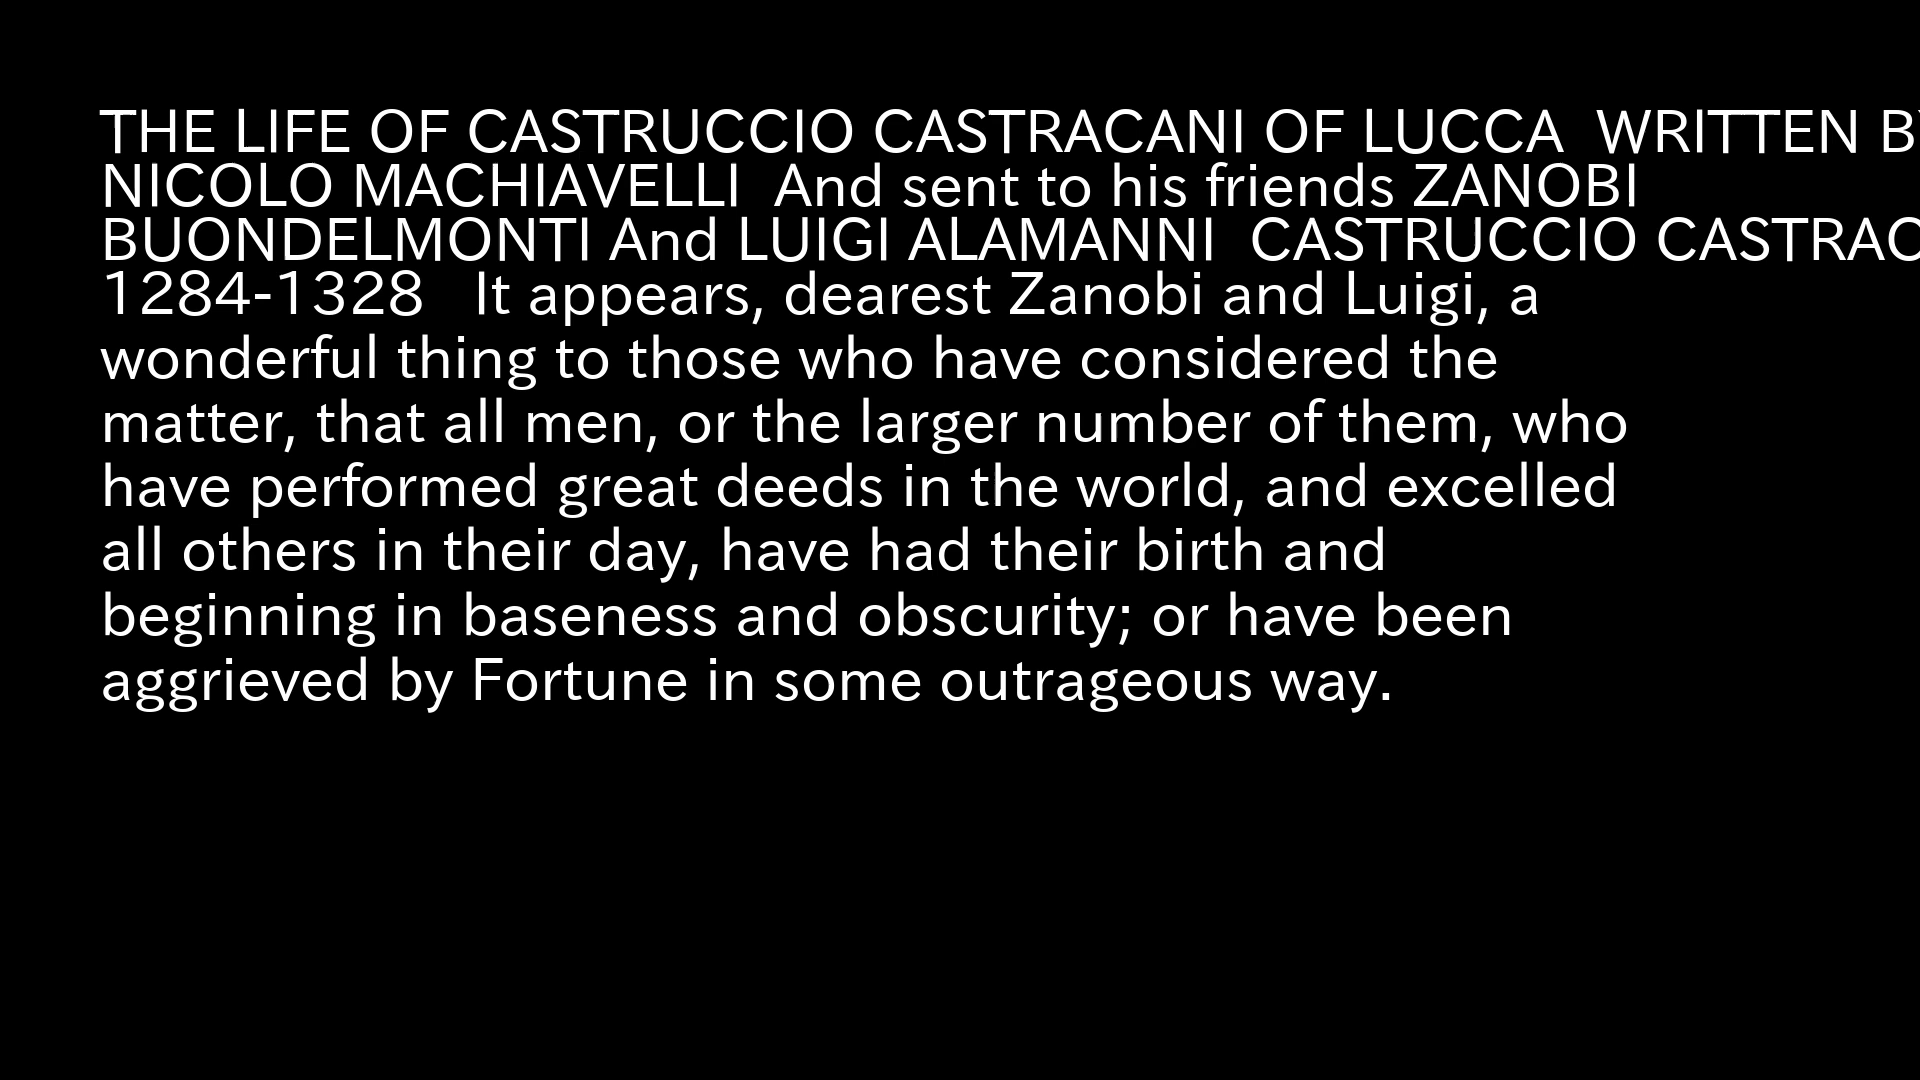 THE LIFE OF CASTRUCCIO CASTRACANI OF LUCCA  WRITTEN
NICOLO MACHIAVELLI  And sent to his friends ZANOBI
BUONDELMONTI And LUIGI ALAMANNI  CASTRUCCIO
1284-1328   It appears, dearest Zanobi and Luigi, a
wonderful thing to those who have considered the
matter, that all men, or the larger number of them, who
have performed great deeds in the world, and excelled
all others in their day, have had their birth and
beginning in baseness and obscurity; or have been
aggrieved by Fortune in some outrageous way.